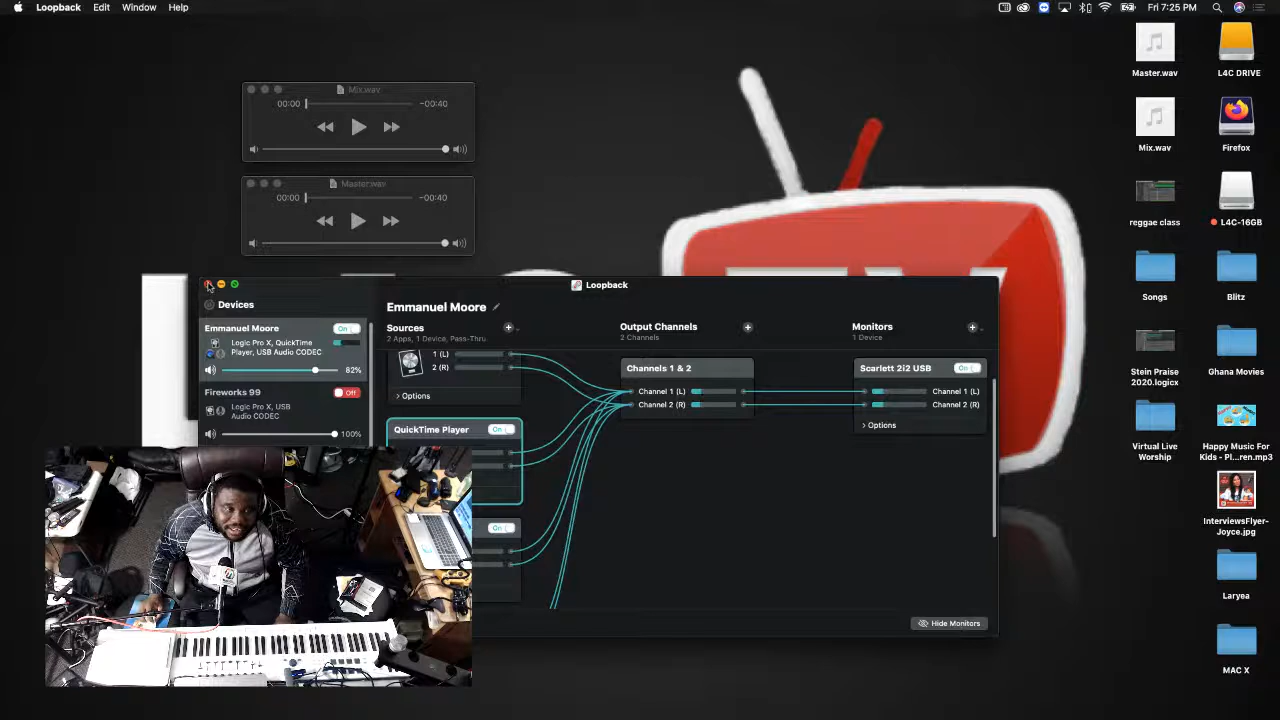 Loopback Edit Window Help
Fri 7:25 PM
Mix.wav
00:00
−00:40
Master.wav
00:00
−00:40
Master.wav
L4C DRIVE
Mix.wav
Firefox
reggae class
L4C-16GB
Songs
Blitz
Stein Praise
2020.logicx
Ghana Movies
Virtual Live
Worship
Happy Music For
Kids - Pl...ren.mp3
InterviewsFlyer-
Joyce.jpg
Laryea
MAC X
Loopback
Devices
Emmanuel Moore
On
Logic Pro X, QuickTime
Player, USB Audio CODEC
82%
Fireworks 99
Off
Logic Pro X, USB
Audio CODEC
100%
Emmanuel Moore
Sources
2 Apps, 1 Device, Pass-Thru
1 (L)
2 (R)
Options
QuickTime Player
On
On
Output Channels
2 Channels
Channels 1 & 2
Channel 1 (L)
Channel 2 (R)
Monitors
1 Device
Scarlett 2i2 USB
On
Channel 1 (L)
Channel 2 (R)
Options
Hide Monitors